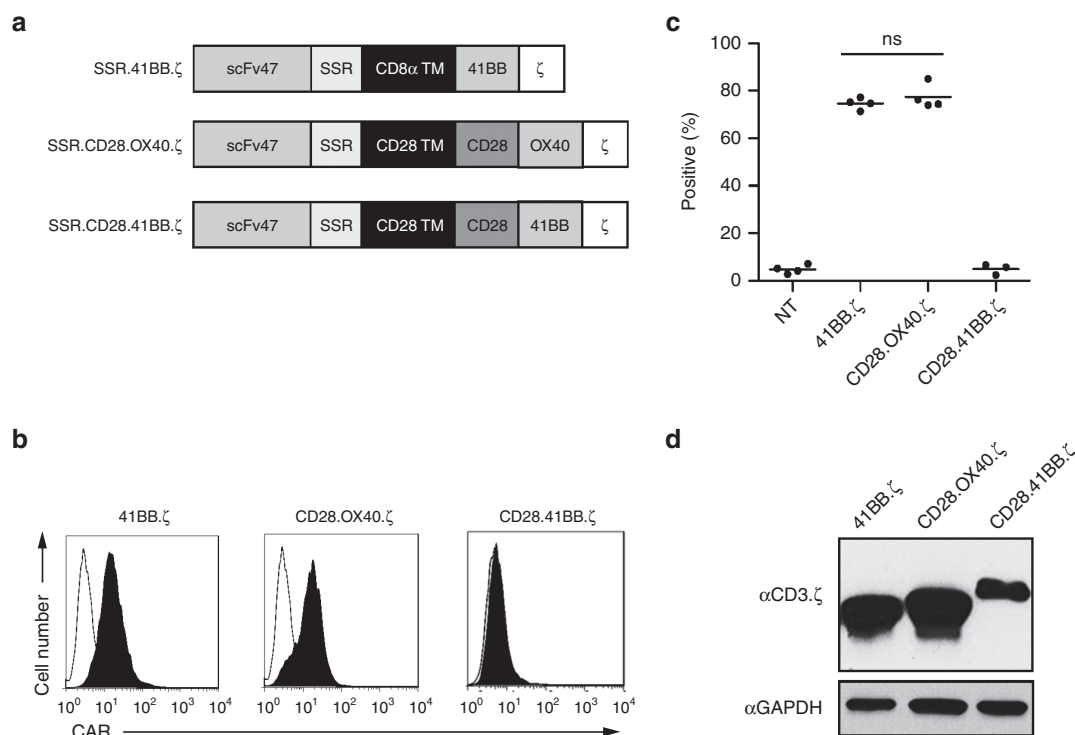 a
SSR.41BB.ζ scFv47 SSR CD8α TM 41BB ζ
SSR.CD28.OX40.ζ scFv47 SSR CD28 TM CD28 OX40 ζ
SSR.CD28.41BB.ζ scFv47 SSR CD28 TM CD28 41BB ζ
c
Positive (%)
100
80
60
40
20
0
ns
NT
41BB.ζ
CD28.OX40.ζ
CD28.41BB.ζ
b
41BB.ζ
CD28.OX40.ζ
CD28.41BB.ζ
Cell number
10⁰ 10¹ 10² 10³ 10⁴
10⁰ 10¹ 10² 10³ 10⁴
10⁰ 10¹ 10² 10³ 10⁴
CAR
d
41BB.ζ
CD28.OX40.ζ
CD28.41BB.ζ
αCD3.ζ
αGAPDH